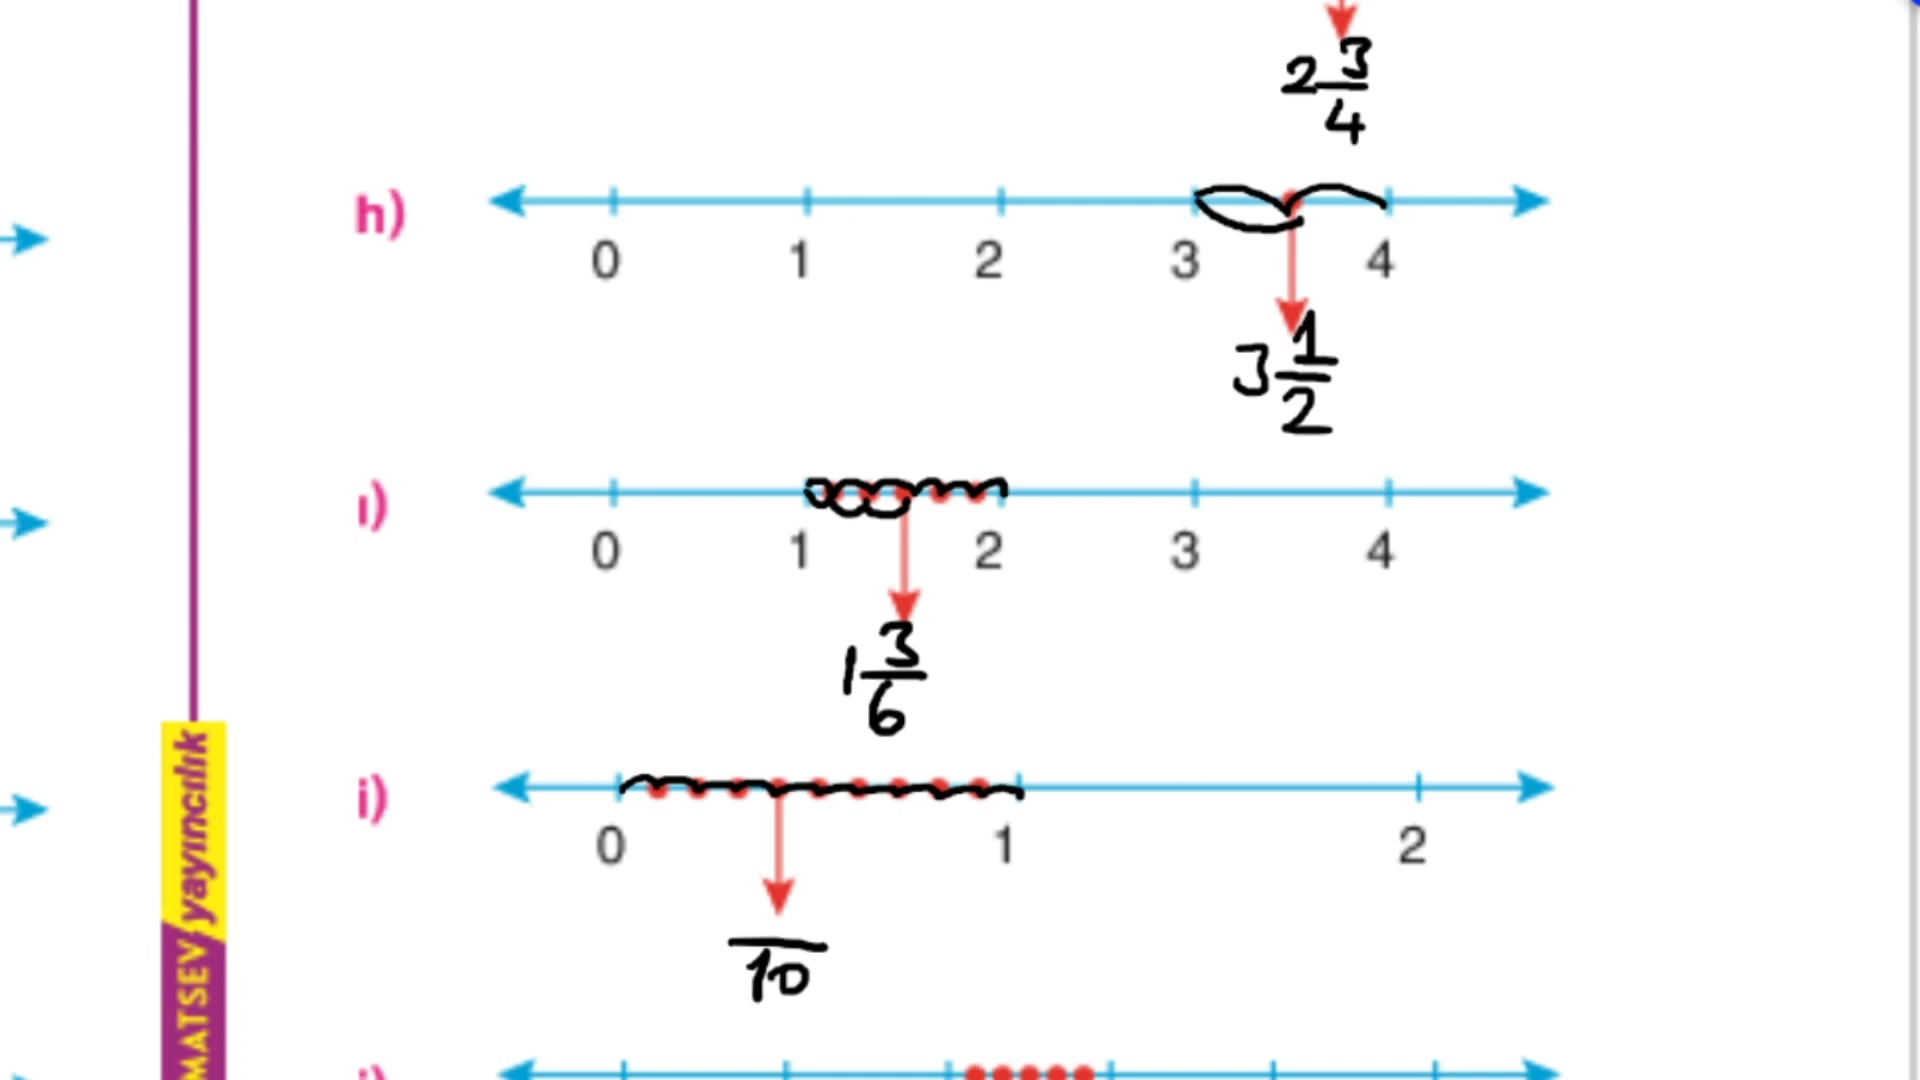 2 3/4
h)
0 1 2 3 4
3 1/2
ı)
0 1 2 3 4
1 3/6
i)
0 1 2
/10
j)
MATSEV yayıncılık